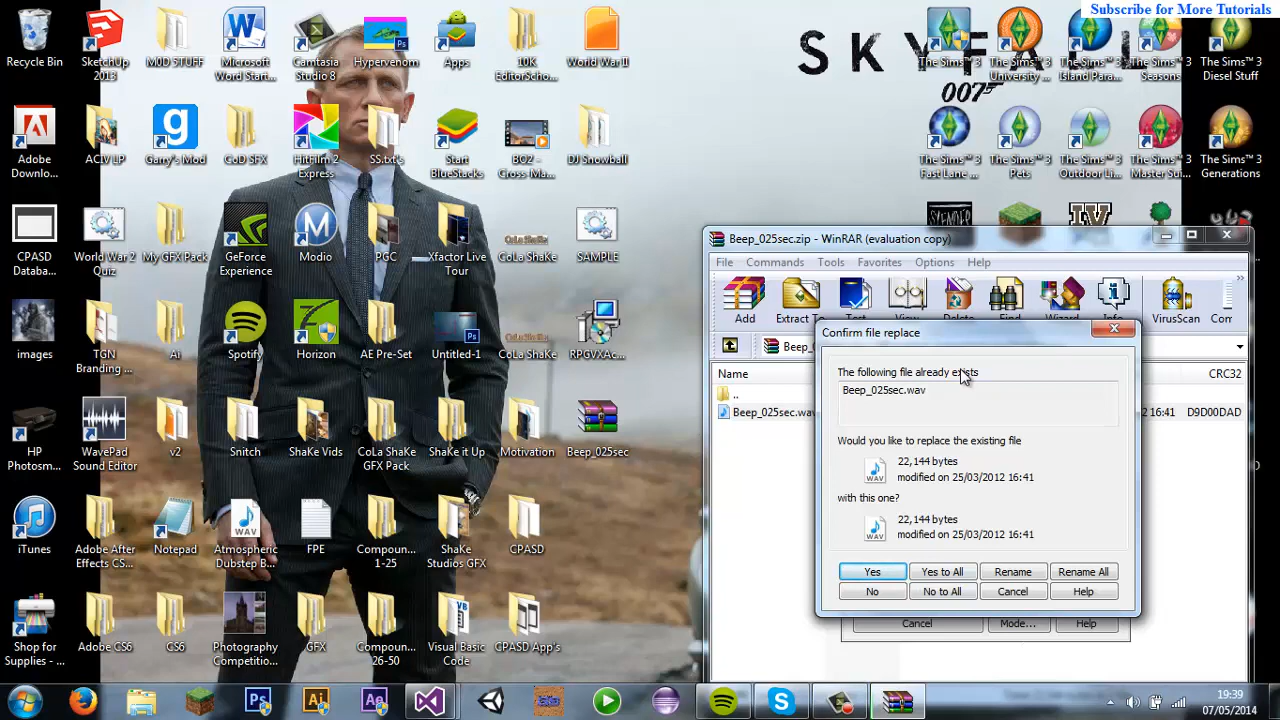 Subscribe for More Tutorials
SKYFALL
007
Recycle Bin
SketchUp 2013
M0D STUFF
Microsoft Word Start...
Camtasia Studio 8
Hypervenom
Apps
10K EditorScho...
World War II
The Sims™ 3 University ...
The Sims™ 3 Island Para...
The Sims™ 3 Seasons
The Sims™ 3 Diesel Stuff
Adobe Downlo...
ACIV LP
Garry's Mod
CoD SFX
HitFilm 2 Express
SS.txt's
Start BlueStacks
BO2 - Cross-Ma...
DJ Snowball
The Sims™ 3 Fast Lane ...
The Sims™ 3 Pets
The Sims™ 3 Outdoor Li...
The Sims™ 3 Master Sui...
The Sims™ 3 Generations
CPASD Databa...
World War 2 Quiz
My GFX Pack
GeForce Experience
Modio
PGC
Xfactor Live Tour
CoLa ShaKe
SAMPLE
SLENDER
IV
images
TGN Branding ...
Ai
Spotify
Horizon
AE Pre-Set
Untitled-1
CoLa ShaKe
RPGVXAc...
HP Photosm...
WavePad Sound Editor
v2
Snitch
ShaKe Vids
CoLa ShaKe GFX Pack
ShaKe it Up
Motivation
Beep_025sec
iTunes
Adobe After Effects CS...
Notepad
Atmospheric Dubstep B...
FPE
Compoun... 1-25
ShaKe Studios GFX
CPASD
Shop for Supplies - ...
Adobe CS6
CS6
Photography Competitio...
GFX
Compoun... 26-50
Visual Basic Code
CPASD App's
Beep_025sec.zip - WinRAR (evaluation copy)
File Commands Tools Favorites Options Help
Add Extract To Test View Delete Find Wizard Info VirusScan Com
Beep_
Name CRC32
..
Beep_025sec.wav 16:41 D9D00DAD
Confirm file replace
The following file already exists
Beep_025sec.wav
Would you like to replace the existing file
22,144 bytes
modified on 25/03/2012 16:41
with this one?
22,144 bytes
modified on 25/03/2012 16:41
Yes Yes to All Rename Rename All
No No to All Cancel Help
Cancel Mode... Help
19:39
07/05/2014